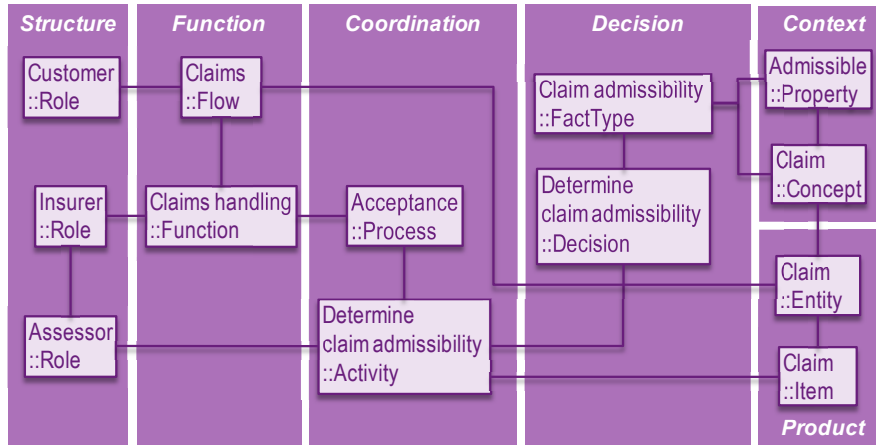 Structure
Function
Coordination
Decision
Context
Customer
::Role
Claims
::Flow
Claim admissibility
::FactType
Admissible
::Property
Claim
::Concept
Insurer
::Role
Claims handling
::Function
Acceptance
::Process
Determine
claim admissibility
::Decision
Claim
::Entity
Assessor
::Role
Determine
claim admissibility
::Activity
Claim
::Item
Product